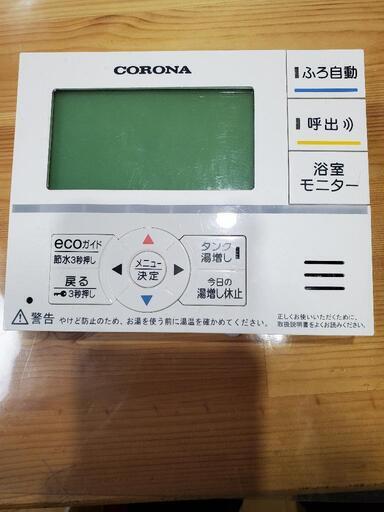 CORONA
ふろ自動
呼出
浴室
モニター
ecoガイド
節水3秒押し
戻る
3秒押し
メニュー
決定
タンク
湯増し
今日の
湯増し休止
警告 やけど防止のため、お湯を使う前に湯温を確かめてください。
正しくお使いいただくために、
取扱説明書をよくお読みください。